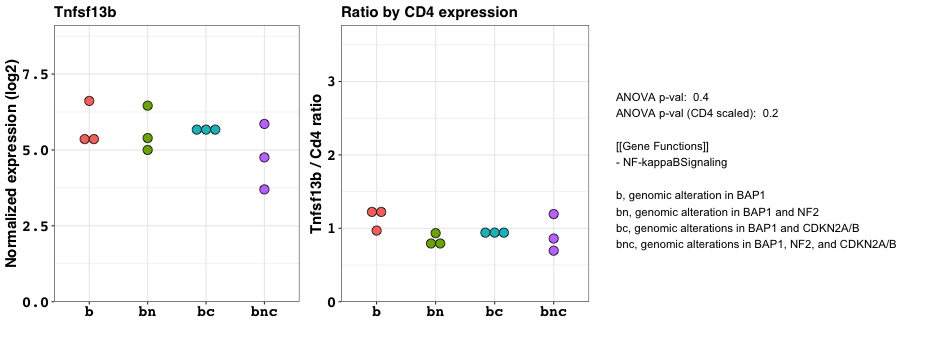 Tnfsf13b
Normalized expression (log2)
7.5
5.0
2.5
0.0
b bn bc bnc
Ratio by CD4 expression
Tnfsf13b / Cd4 ratio
3
2
1
0
b bn bc bnc
ANOVA p-val: 0.4
ANOVA p-val (CD4 scaled): 0.2
[[Gene Functions]]
- NF-kappaBSignaling
b, genomic alteration in BAP1
bn, genomic alteration in BAP1 and NF2
bc, genomic alterations in BAP1 and CDKN2A/B
bnc, genomic alterations in BAP1, NF2, and CDKN2A/B